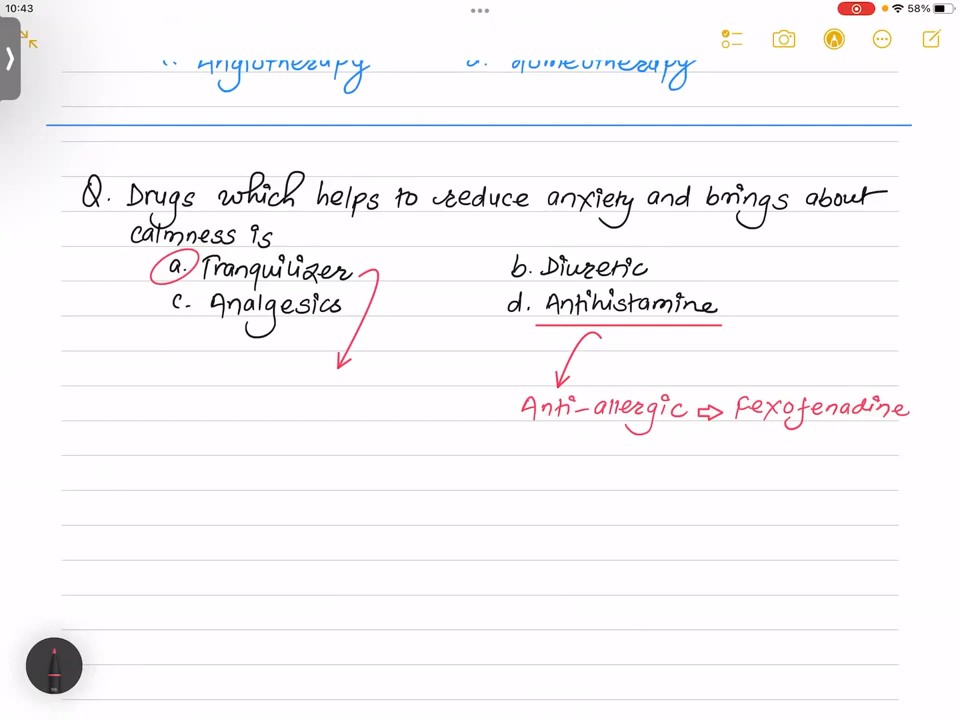 10:43
58%
Angiotherapy
Q. Drugs which helps to reduce anxiety and brings about
calmness is
a. Tranquilizer b. Diuretic
c. Analgesics d. Antihistamine
Anti-allergic ⇨ Fexofenadine